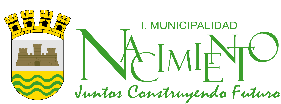 I. MUNICIPALIDAD
NACIMIENTO
Juntos Construyendo Futuro